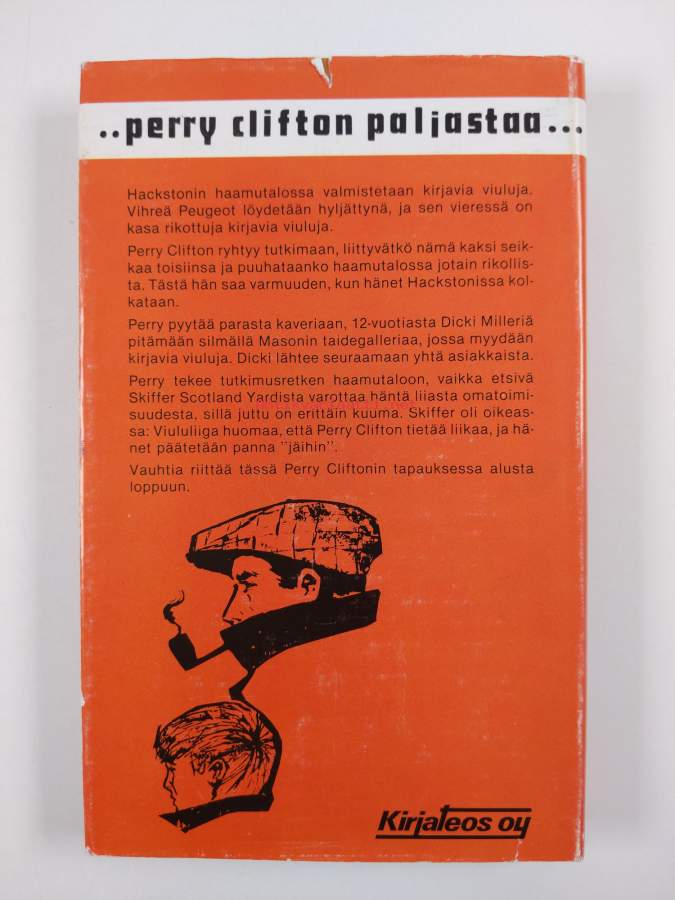 ..perry clifton paljastaa...
Hackstonin haamutalossa valmistetaan kirjavia viuluja.
Vihreä Peugeot löydetään hyljättynä, ja sen vieressä on
kasa rikottuja kirjavia viuluja.
Perry Clifton ryhtyy tutkimaan, liittyvätkö nämä kaksi seik-
kaa toisiinsa ja puuhataanko haamutalossa jotain rikollis-
ta. Tästä hän saa varmuuden, kun hänet Hackstonissa kol-
kataan.
Perry pyytää parasta kaveriaan, 12-vuotiasta Dicki Milleriä
pitämään silmällä Masonin taidegalleriaa, jossa myydään
kirjavia viuluja. Dicki lähtee seuraamaan yhtä asiakkaista.
Perry tekee tutkimusretken haamutaloon, vaikka etsivä
Skiffer Scotland Yardista varottaa häntä liiasta omatoimi-
suudesta, sillä juttu on erittäin kuuma. Skiffer oli oikeas-
sa: Viululiiga huomaa, että Perry Clifton tietää liikaa, ja hä-
net päätetään panna "jäihin".
Vauhtia riittää tässä Perry Cliftonin tapauksessa alusta
loppuun.
Kirjateos oy